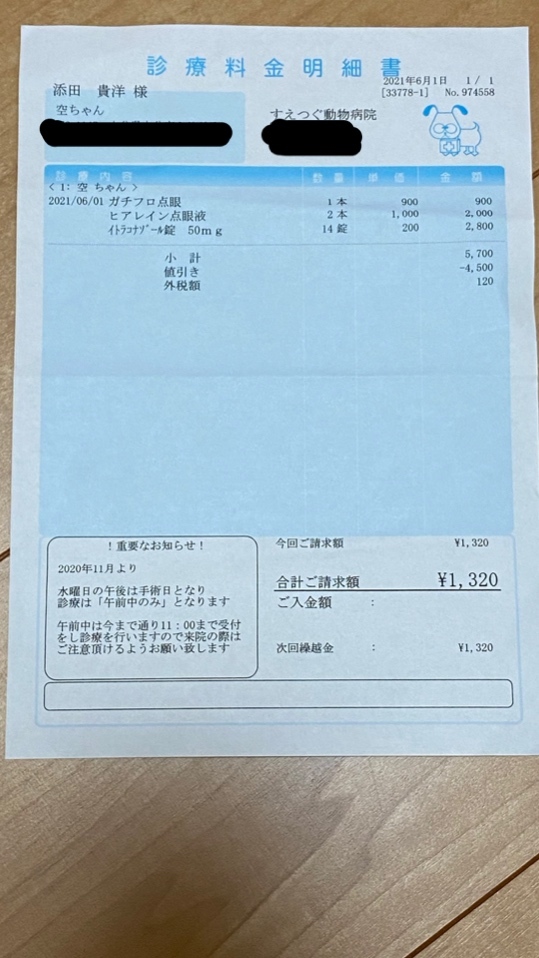 診療料金明細書
2021年6月1日 1 / 1
添田 貴洋 様
[33778-1] No.974558
空ちゃん
すえつぐ動物病院
診療内容 数量 単価 金額
< 1: 空 ちゃん >
2021/06/01 ガチフロ点眼 1 本 900 900
ヒアレイン点眼液 2 本 1,000 2,000
イトラコナゾール錠 50mg 14 錠 200 2,800
小 計 5,700
値引き -4,500
外税額 120
！重要なお知らせ！
2020年11月より
水曜日の午後は手術日となり
診療は「午前中のみ」となります
午前中は今まで通り11：00まで受付
をし診療を行いますので来院の際は
ご注意頂けるようお願い致します
今回ご請求額 ¥1,320
合計ご請求額 ¥1,320
ご入金額 :
次回繰越金 : ¥1,320